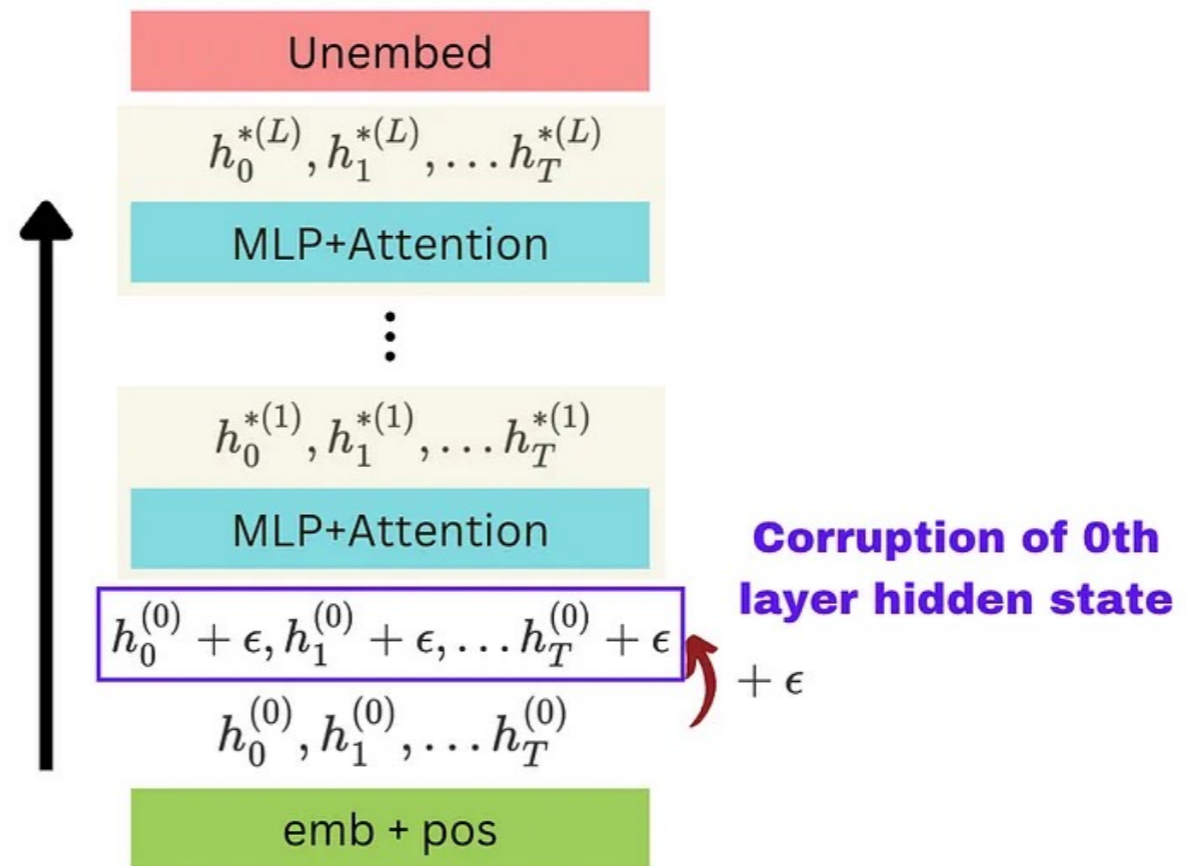 Unembed
h_0^{*(L)}, h_1^{*(L)}, ... h_T^{*(L)}
MLP+Attention
⋮
h_0^{*(1)}, h_1^{*(1)}, ... h_T^{*(1)}
MLP+Attention
Corruption of 0th
layer hidden state
h_0^{(0)} + ϵ, h_1^{(0)} + ϵ, ... h_T^{(0)} + ϵ
+ ϵ
h_0^{(0)}, h_1^{(0)}, ... h_T^{(0)}
emb + pos